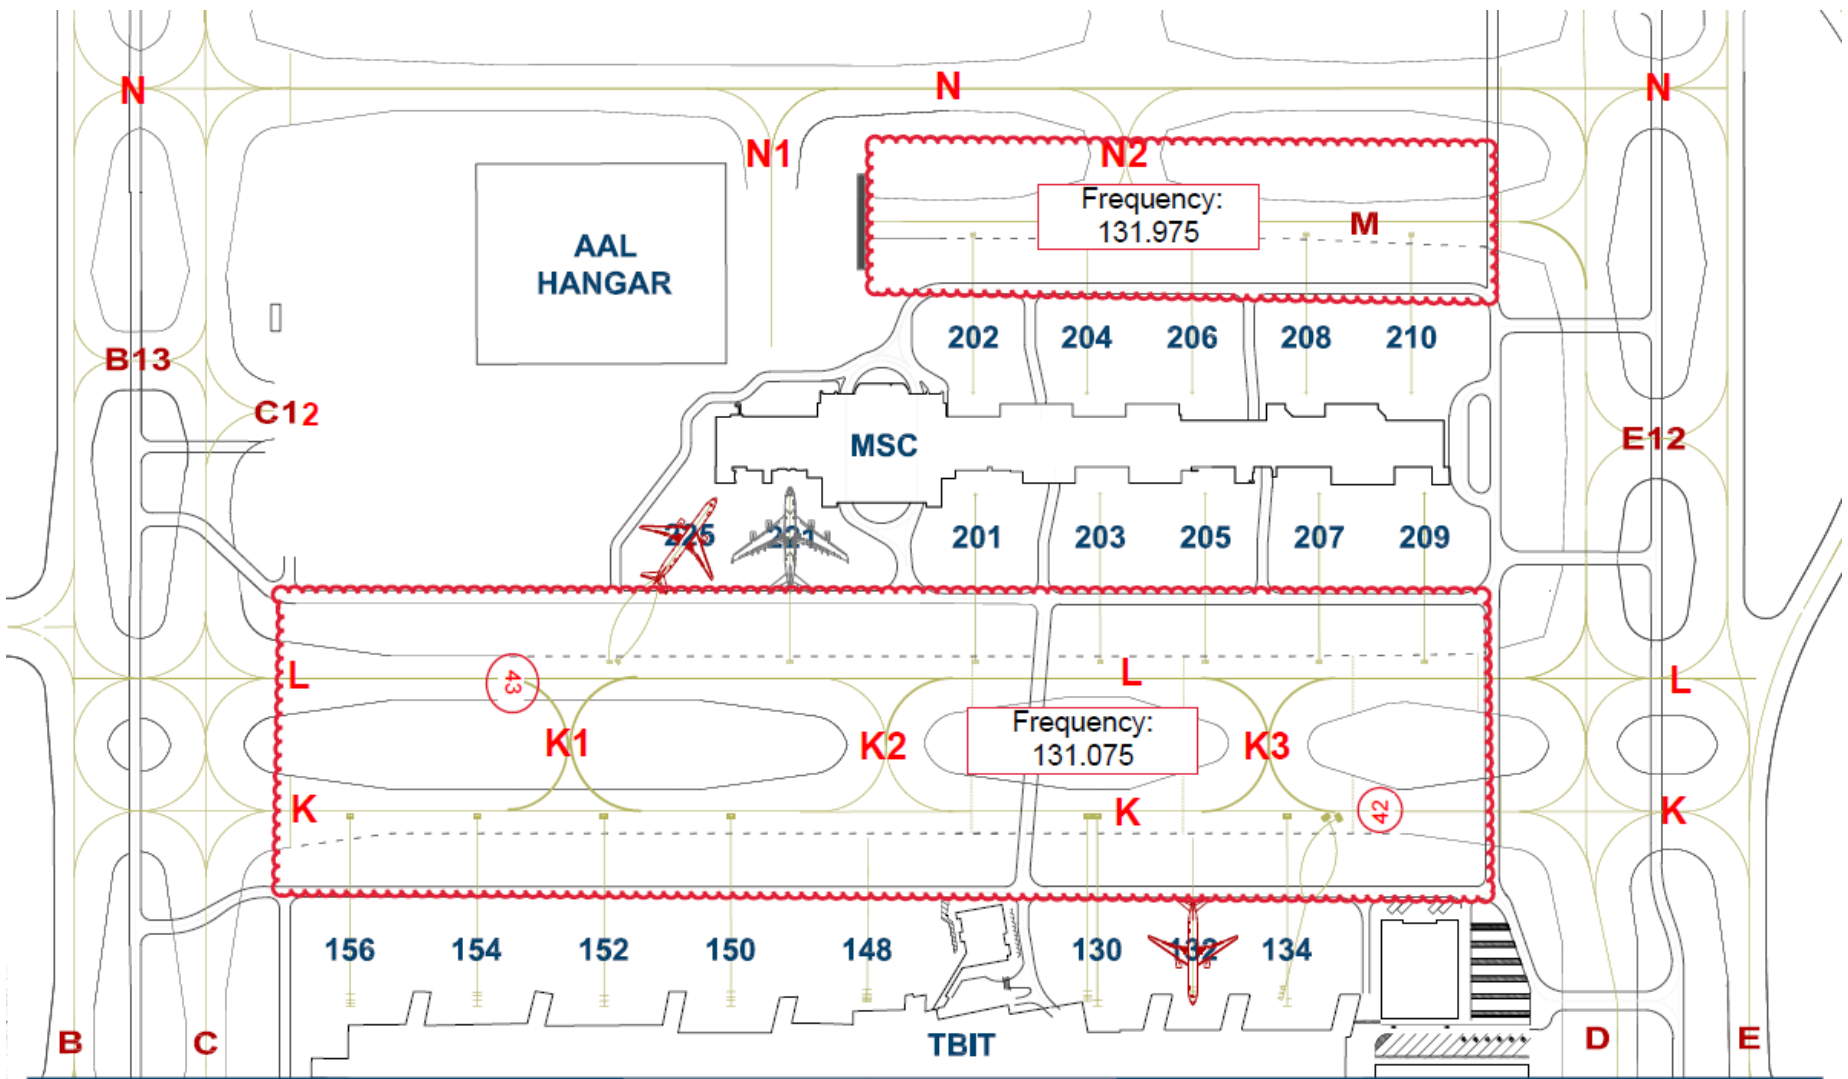 N
N
N
N1
N2
Frequency:
131.975
M
AAL
HANGAR
202
204
206
208
210
B13
C12
MSC
E12
225
221
201
203
205
207
209
L
43
L
L
K1
K2
Frequency:
131.075
K3
K
K
42
K
156
154
152
150
148
130
132
134
B
C
TBIT
D
E